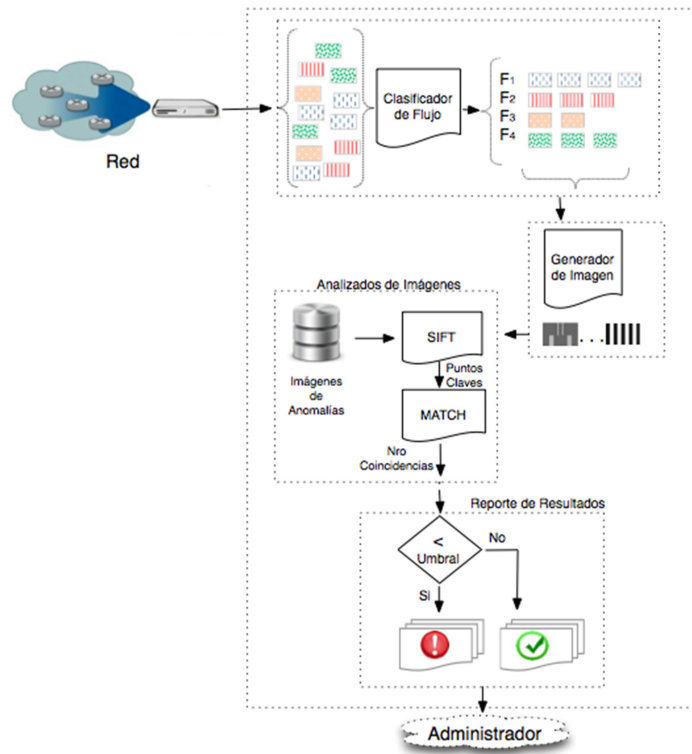 Red
Clasificador
de Flujo
F1
F2
F3
F4
Generador
de Imagen
Analizados de Imágenes
Imágenes
de
Anomalías
SIFT
Puntos
Claves
MATCH
Nro
Coincidencias
Reporte de Resultados
<
Umbral
No
Si
Administrador